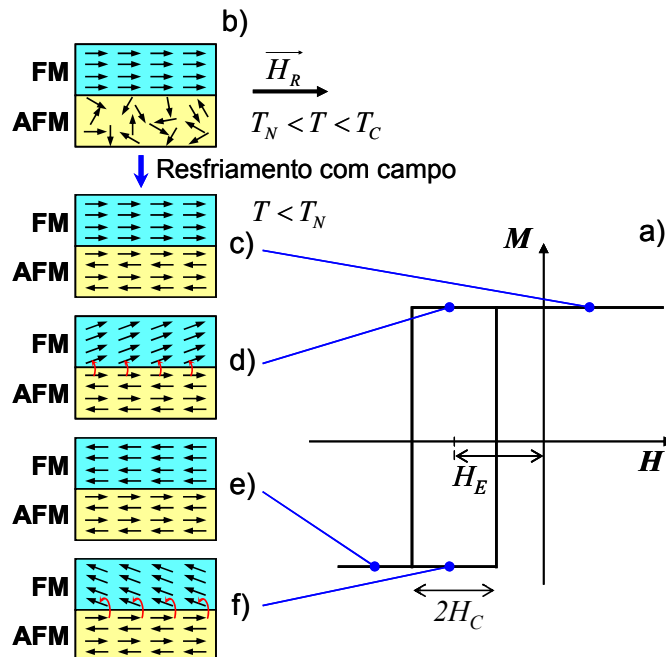 b)
FM
AFM
H_R
T_N < T < T_C
Resfriamento com campo
T < T_N
FM
AFM
c)
a)
M
FM
AFM
d)
H_E
H
FM
AFM
e)
FM
AFM
f)
2H_C